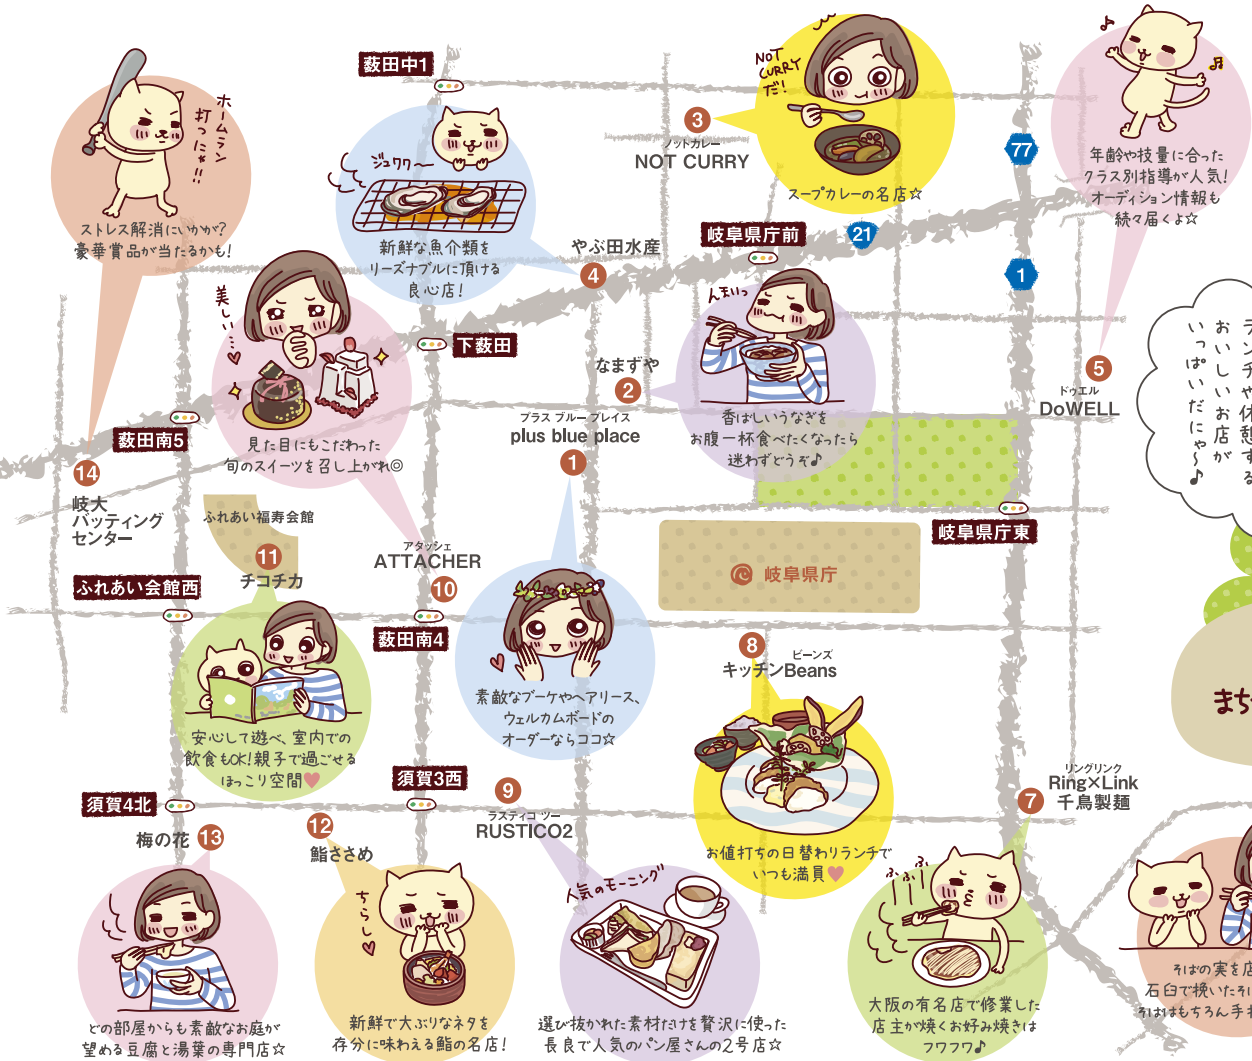 ホームラン
打つにゃ!!
ストレス解消にいかが?
豪華賞品が当たるかも!
薮田中1
ジュワワ〜
新鮮な魚介類を
リーズナブルに頂ける
良心店!
NOT
CURRY
だ!
3
ノットカレー
NOT CURRY
スープカレーの名店☆
77
年齢や技量に合った
クラス別指導が人気!
オーディション情報も
続々届くよ☆
やぶ田水産
4
岐阜県庁前
21
1
美しい…
下薮田
んまいっ
なまずや
2
プラス ブルー プレイス
plus blue place
1
香ばしいうなぎを
お腹一杯食べたくなったら
迷わずどうぞ♪
5
ドゥエル
DoWELL
おいしいお店が
いっぱいだにゃ〜♪
薮田南5
14
岐大
バッティング
センター
見た目にもこだわった
旬のスイーツを召し上がれ◎
ふれあい福寿会館
11
チコチカ
アタッシェ
ATTACHER
10
岐阜県庁東
岐阜県庁
ふれあい会館西
薮田南4
安心して遊べ、室内での
飲食もOK!親子で過ごせる
ほっこり空間♥
素敵なブーケやヘアリース、
ウェルカムボードの
オーダーならココ☆
8
ビーンズ
キッチンBeans
お値打ちの日替わりランチで
いつも満員♥
まち
須賀4北
須賀3西
9
ラスティコ ツー
RUSTICO2
リングリンク
Ring×Link
千鳥製麺
7
梅の花
13
12
鮨ささめ
ちらし
人気のモーニング
ふふふ
どの部屋からも素敵なお庭が
望める豆腐と湯葉の専門店☆
新鮮で大ぶりなネタを
存分に味わえる鮨の名店!
選び抜かれた素材だけを贅沢に使った
長良で人気のパン屋さんの2号店☆
大阪の有名店で修業した
店主が焼くお好み焼きは
フワフワ♪
そばの実を店
石臼で挽いたそ
そばはもちろん手